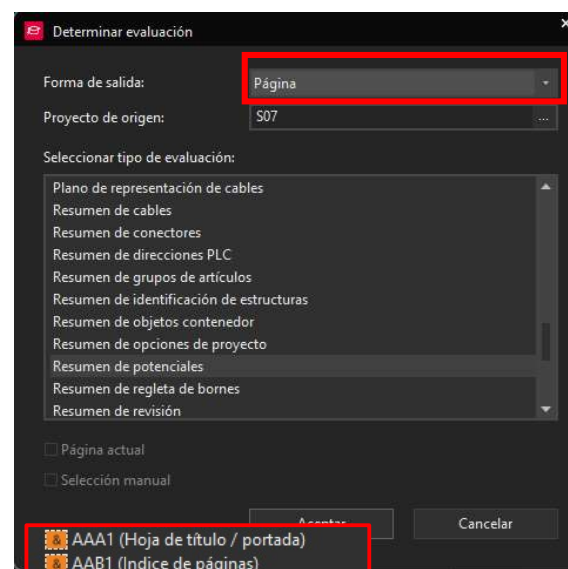 Determinar evaluación
Forma de salida: Página
Proyecto de origen: S07 ...
Seleccionar tipo de evaluación:
Plano de representación de cables
Resumen de cables
Resumen de conectores
Resumen de direcciones PLC
Resumen de grupos de artículos
Resumen de identificación de estructuras
Resumen de objetos contenedor
Resumen de opciones de proyecto
Resumen de potenciales
Resumen de regleta de bornes
Resumen de revisión
Página actual
Selección manual
Aceptar Cancelar
& AAA1 (Hoja de título / portada)
& AAB1 (Indice de páginas)